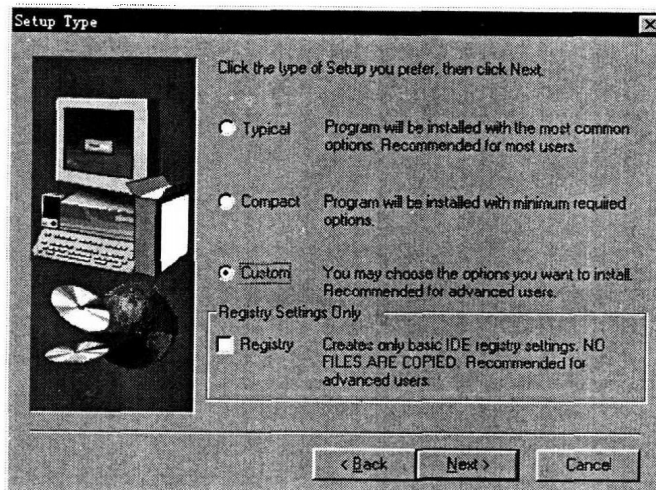 Setup Type
Click the type of Setup you prefer, then click Next.
Typical Program will be installed with the most common
options. Recommended for most users.
Compact Program will be installed with minimum required
options.
Custom You may choose the options you want to install.
Recommended for advanced users.
Registry Settings Only
Registry Creates only basic IDE registry settings. NO
FILES ARE COPIED. Recommended for
advanced users.
< Back Next > Cancel